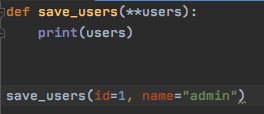 def save_users(**users):
    print(users)
save_users(id=1, name="admin")